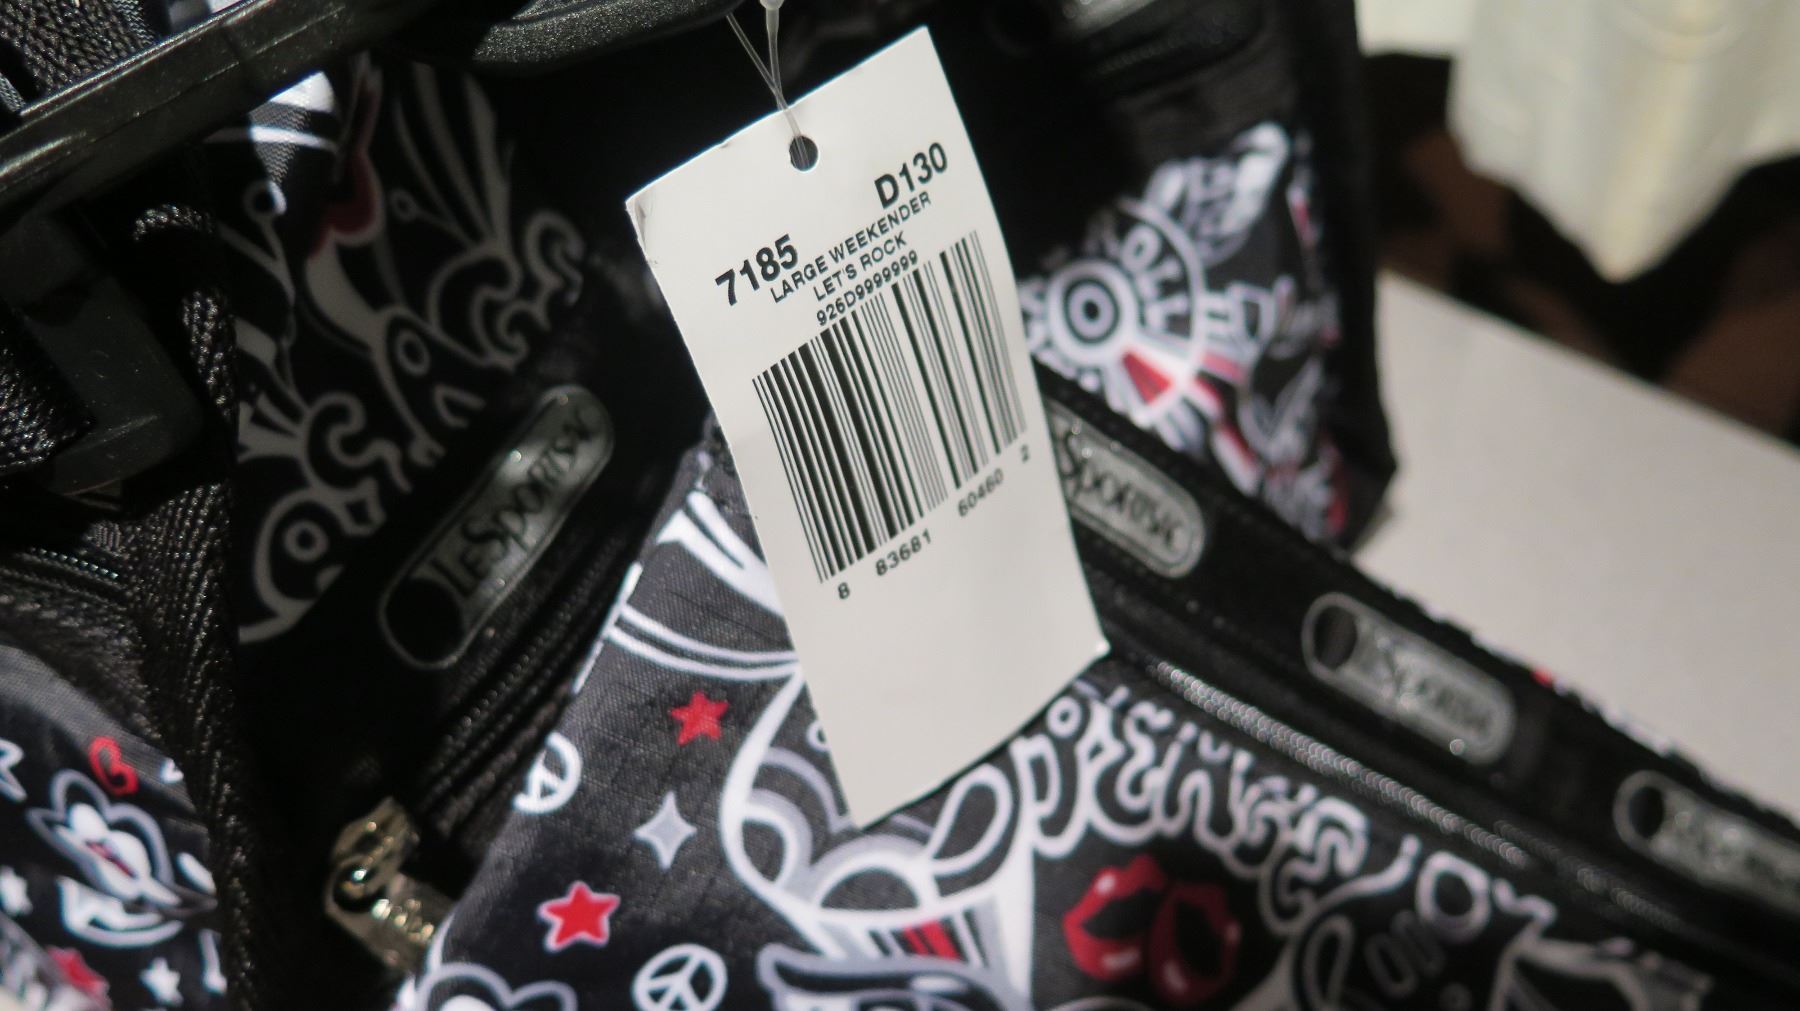 7185 D130
LARGE WEEKENDER
LET'S ROCK
926D9999999
8 83681 60460 2
LESPORTSAC
LESPORTSAC
LESPORTSAC